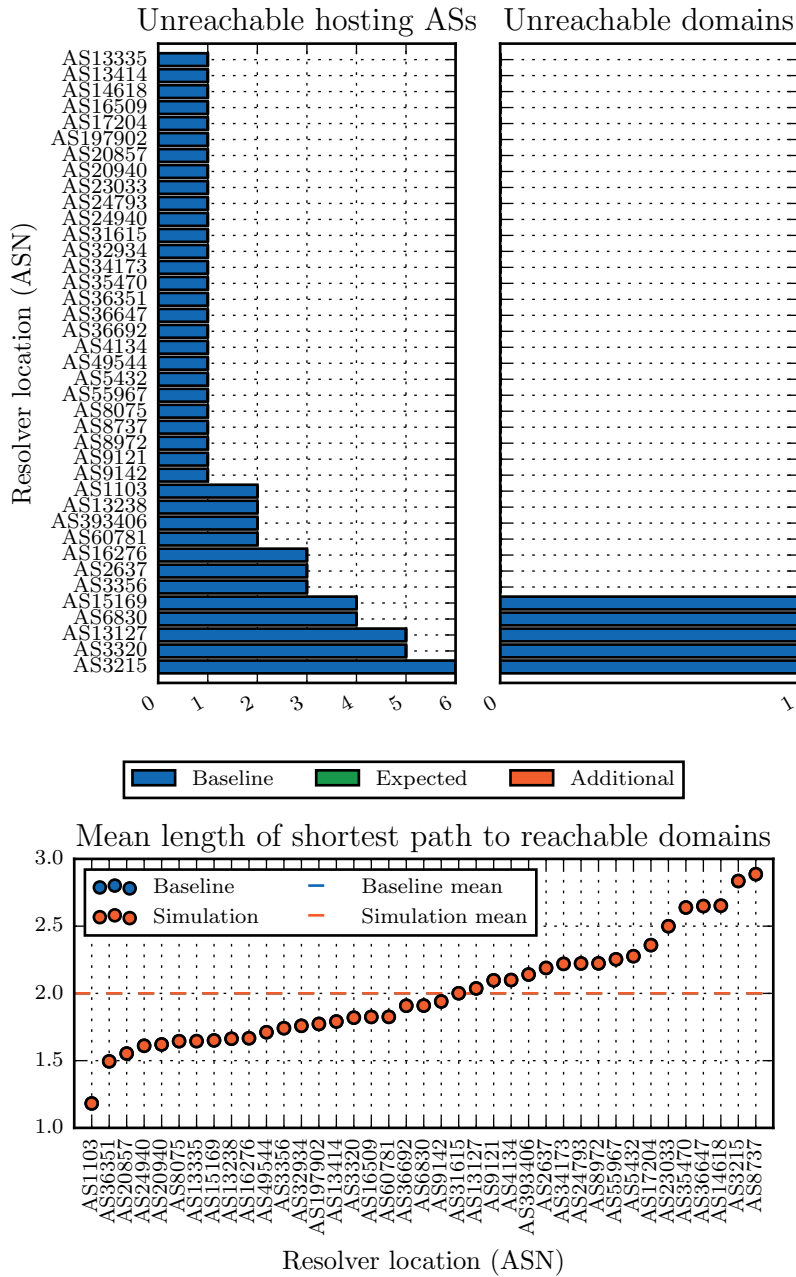 Unreachable hosting ASs
Unreachable domains
Resolver location (ASN)
AS13335
AS13414
AS14618
AS16509
AS17204
AS197902
AS20857
AS20940
AS23033
AS24793
AS24940
AS31615
AS32934
AS34173
AS35470
AS36351
AS36647
AS36692
AS4134
AS49544
AS5432
AS55967
AS8075
AS8737
AS8972
AS9121
AS9142
AS1103
AS13238
AS393406
AS60781
AS16276
AS2637
AS3356
AS15169
AS6830
AS13127
AS3320
AS3215
0 1 2 3 4 5 6
0 1
Baseline Expected Additional
Mean length of shortest path to reachable domains
3.0
2.5
2.0
1.5
1.0
Baseline Baseline mean
Simulation Simulation mean
AS1103
AS36351
AS20857
AS24940
AS20940
AS8075
AS13335
AS15169
AS13238
AS16276
AS49544
AS3356
AS32934
AS197902
AS13414
AS3320
AS16509
AS60781
AS36692
AS6830
AS9142
AS31615
AS13127
AS9121
AS4134
AS393406
AS2637
AS34173
AS24793
AS8972
AS55967
AS5432
AS17204
AS23033
AS35470
AS36647
AS14618
AS3215
AS8737
Resolver location (ASN)